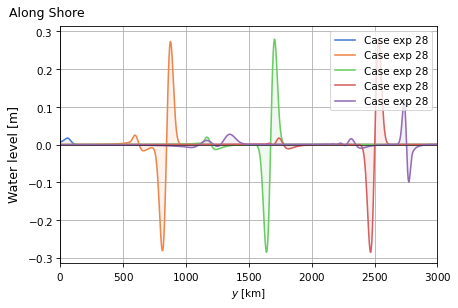 Along Shore
Case exp 28
Case exp 28
Case exp 28
Case exp 28
Case exp 28
Water level [m]
0.3
0.2
0.1
0.0
−0.1
−0.2
−0.3
0 500 1000 1500 2000 2500 3000
y [km]